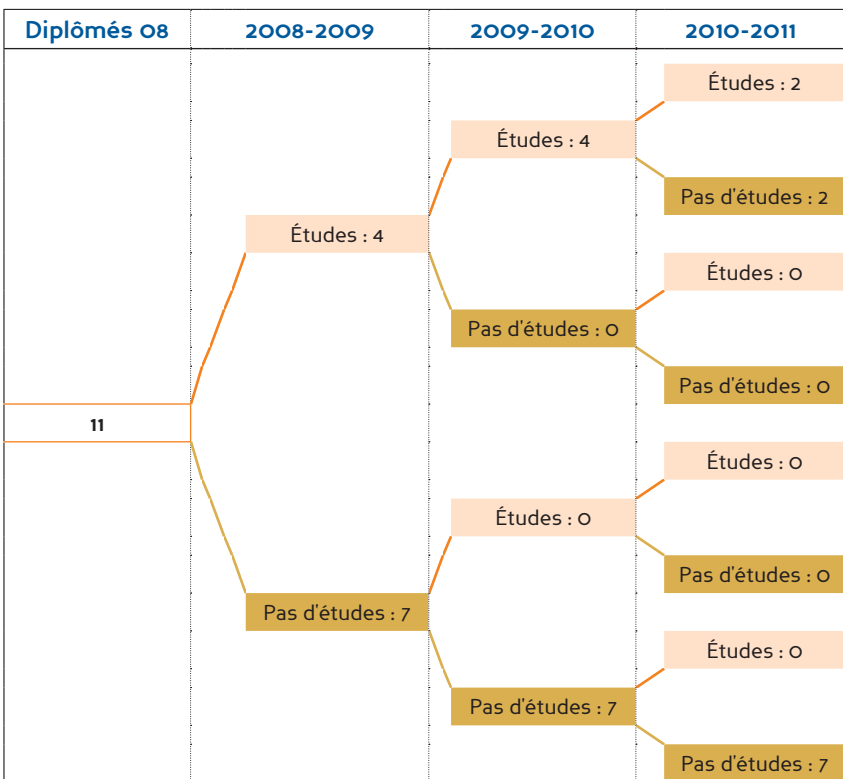 Diplômés 08 2008-2009 2009-2010 2010-2011
Études : 2
Études : 4
Pas d'études : 2
Études : 4
Études : 0
Pas d'études : 0
Pas d'études : 0
11
Études : 0
Études : 0
Pas d'études : 0
Pas d'études : 7
Études : 0
Pas d'études : 7
Pas d'études : 7